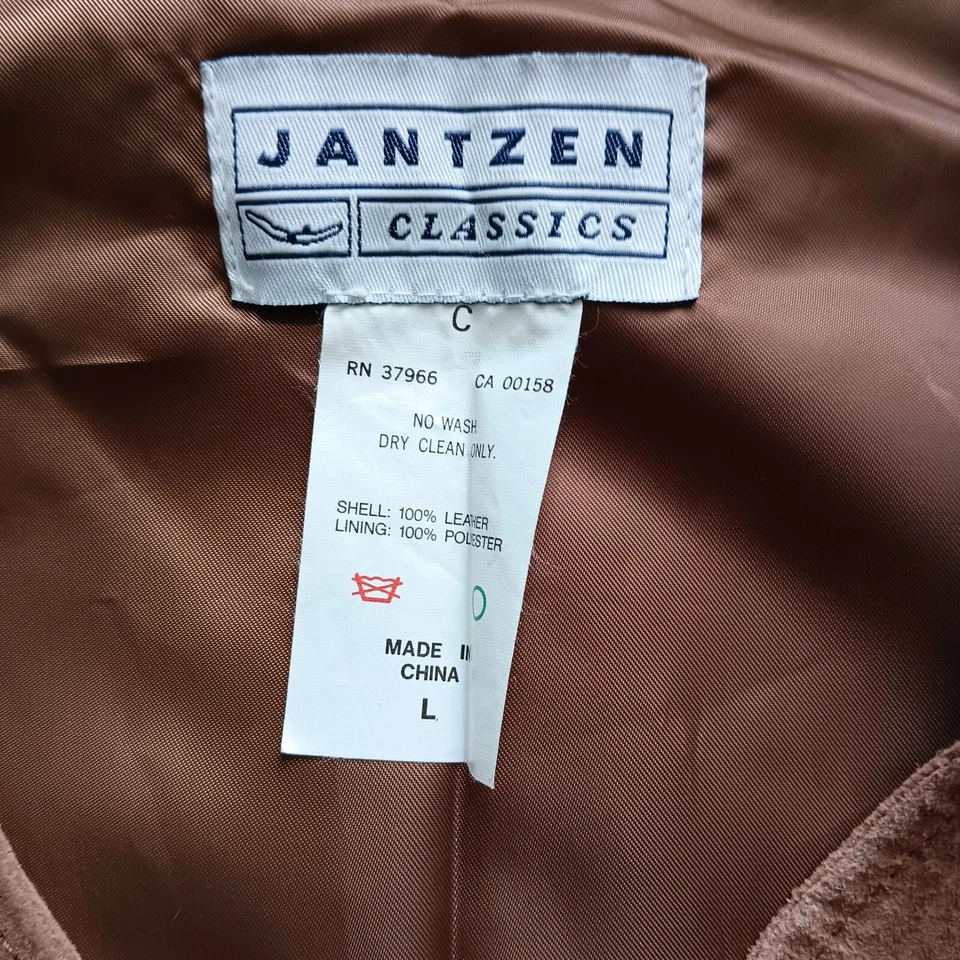 JANTZEN
CLASSICS
C
RN 37966 CA 00158
NO WASH
DRY CLEAN ONLY.
SHELL: 100% LEATHER
LINING: 100% POLYESTER
MADE IN
CHINA
L